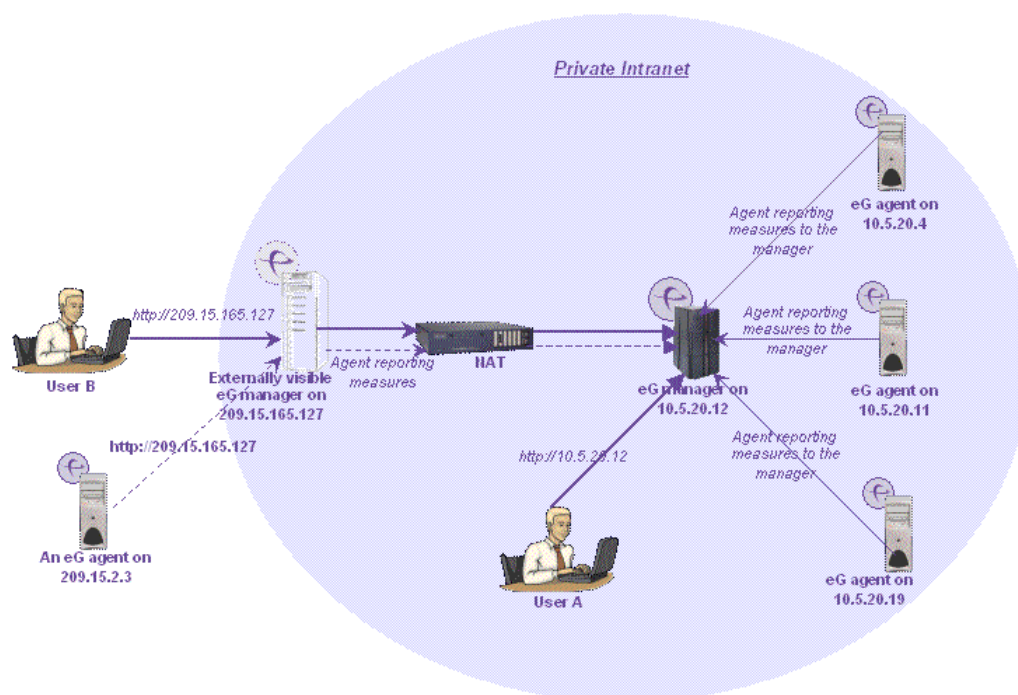 Private Intranet
eG agent on
10.5.20.4
Agent reporting
measures to the
manager
http://209.15.165.127
User B
Externally visible
eG manager on
209.15.165.127
Agent reporting
measures
NAT
eG manager on
10.5.20.12
Agent reporting
measures to the
manager
eG agent on
10.5.20.11
http://209.15.165.127
An eG agent on
209.15.2.3
http://10.5.20.12
User A
Agent reporting
measures to the
manager
eG agent on
10.5.20.19